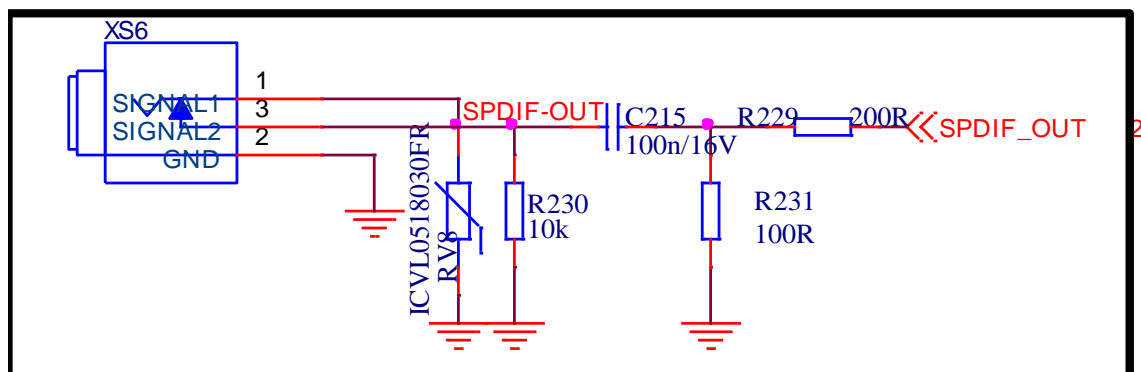 XS6
SIGNAL1
1
3
SIGNAL2
2
GND
SPDIF-OUT
C215
100n/16V
R229
200R
SPDIF_OUT
2
ICVL0518030FR
RV8
R230
10k
R231
100R